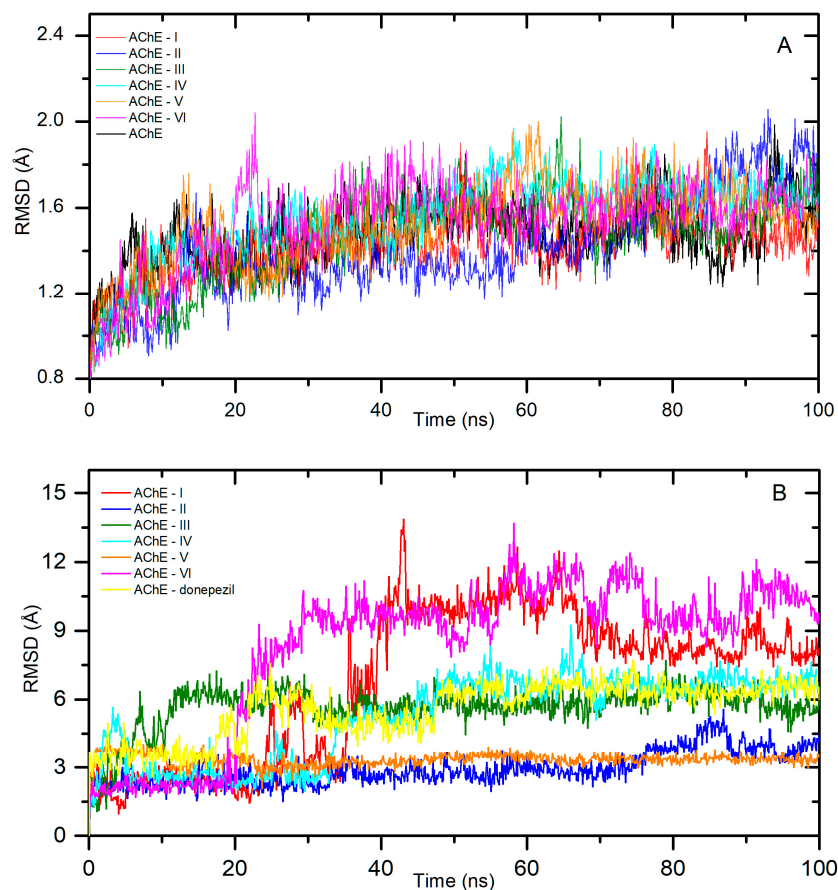 2.4
2.0
1.6
1.2
0.8
RMSD (Å)
AChE - I
AChE - II
AChE - III
AChE - IV
AChE - V
AChE - VI
AChE
A
0 20 40 60 80 100
Time (ns)
15
12
9
6
3
0
RMSD (Å)
AChE - I
AChE - II
AChE - III
AChE - IV
AChE - V
AChE - VI
AChE - donepezil
B
0 20 40 60 80 100
Time (ns)